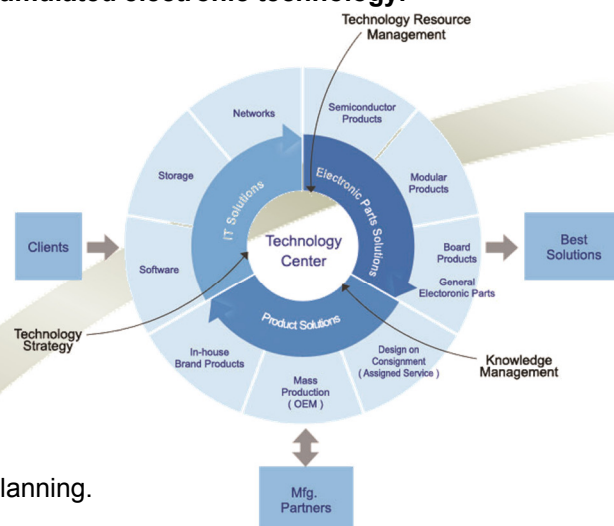 amulated electronic technology.
Technology Resource
Management
Networks
Semiconductor
Products
Storage
Modular
Products
IT Solutions
Electronic Parts Solutions
Clients
Technology
Center
Board
Products
Best
Solutions
Software
General
Electoronic Parts
Product Solutions
Technology
Strategy
In-house
Brand Products
Mass
Production
( OEM )
Design on
Consignment
( Assigned Service )
Knowledge
Management
lanning.
Mfg.
Partners